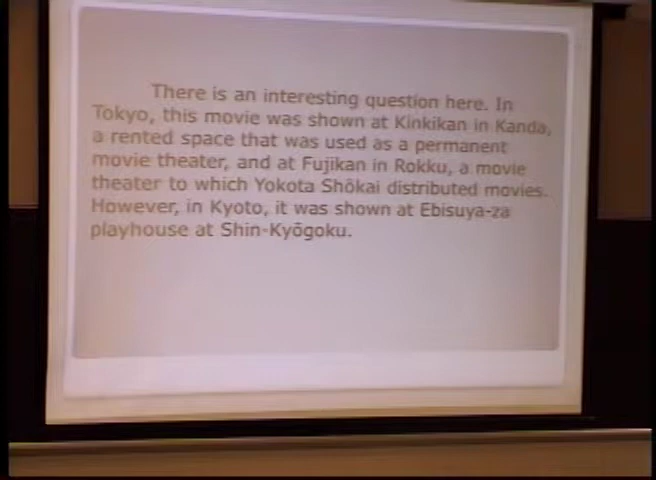 There is an interesting question here. In
Tokyo, this movie was shown at Kinkikan in Kanda,
a rented space that was used as a permanent
movie theater, and at Fujikan in Rokku, a movie
theater to which Yokota Shōkai distributed movies.
However, in Kyoto, it was shown at Ebisuya-za
playhouse at Shin-Kyōgoku.